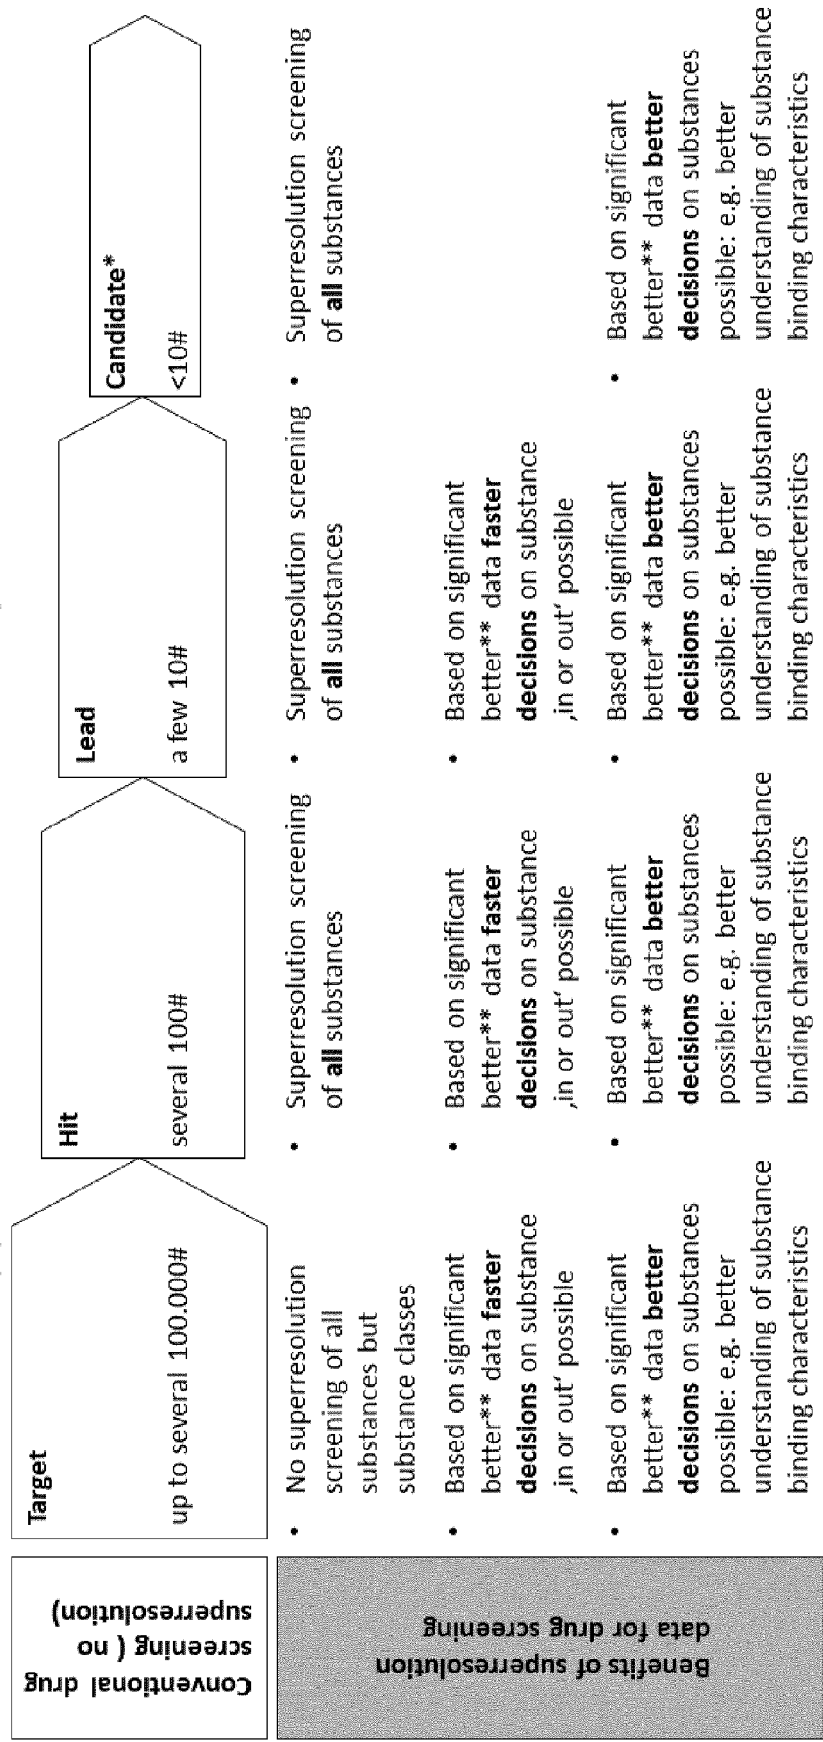 Conventional drug
screening ( no
superresolution)
Target
up to several 100.000#
Hit
several 100#
Lead
a few 10#
Candidate*
<10#
Benefits of superresolution
data for drug screening
• No superresolution
screening of all
substances but
substance classes
• Superresolution screening
of all substances
• Superresolution screening
of all substances
• Superresolution screening
of all substances
• Based on significant
better** data faster
decisions on substance
‚in or out‘ possible
• Based on significant
better** data faster
decisions on substance
‚in or out‘ possible
• Based on significant
better** data faster
decisions on substance
‚in or out‘ possible
• Based on significant
better** data better
decisions on substances
possible: e.g. better
understanding of substance
binding characteristics
• Based on significant
better** data better
decisions on substances
possible: e.g. better
understanding of substance
binding characteristics
• Based on significant
better** data better
decisions on substances
possible: e.g. better
understanding of substance
binding characteristics
• Based on significant
better** data better
decisions on substances
possible: e.g. better
understanding of substance
binding characteristics